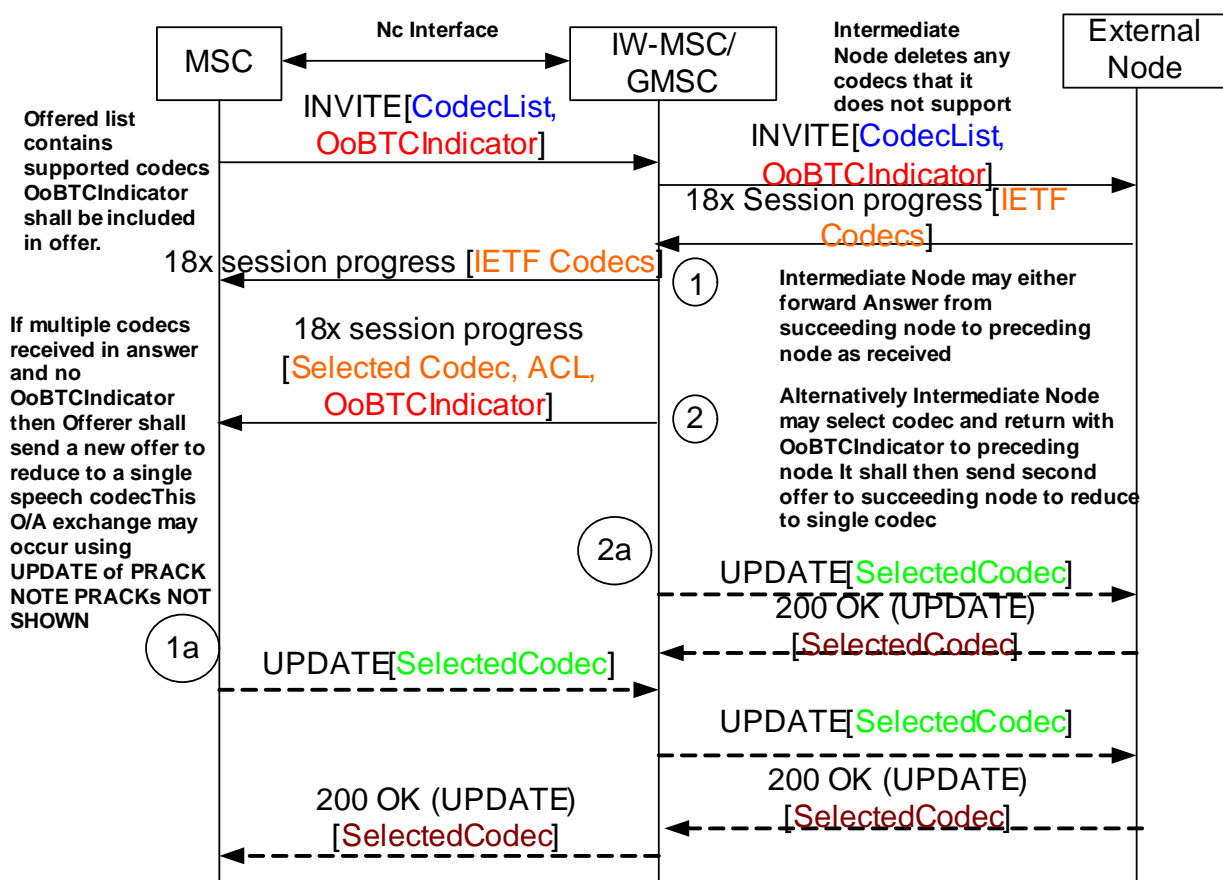 Nc Interface
MSC
IW-MSC/
GMSC
Intermediate
Node deletes any
codecs that it
does not support
External
Node
Offered list
contains
supported codecs
OoBTCIndicator
shall be included
in offer.
INVITE[CodecList,
OoBTCIndicator]
INVITE[CodecList,
OoBTCIndicator]
18x Session progress [IETF
Codecs]
18x session progress [IETF Codecs]
1
Intermediate Node may either
forward Answer from
succeeding node to preceding
node as received
If multiple codecs
received in answer
and no
OoBTCIndicator
then Offerer shall
send a new offer to
reduce to a single
speech codecThis
O/A exchange may
occur using
UPDATE of PRACK
NOTE PRACKs NOT
SHOWN
18x session progress
[Selected Codec, ACL,
OoBTCIndicator]
2
Alternatively Intermediate Node
may select codec and return with
OoBTCIndicator to preceding
node. It shall then send second
offer to succeeding node to reduce
to single codec
2a
UPDATE[SelectedCodec]
200 OK (UPDATE)
[SelectedCodec]
1a
UPDATE[SelectedCodec]
UPDATE[SelectedCodec]
200 OK (UPDATE)
[SelectedCodec]
200 OK (UPDATE)
[SelectedCodec]